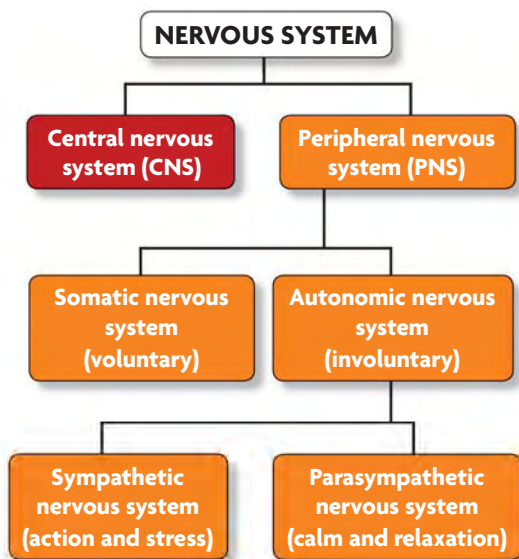 NERVOUS SYSTEM
Central nervous
system (CNS)
Peripheral nervous
system (PNS)
Somatic nervous
system
(voluntary)
Autonomic nervous
system
(involuntary)
Sympathetic
nervous system
(action and stress)
Parasympathetic
nervous system
(calm and relaxation)